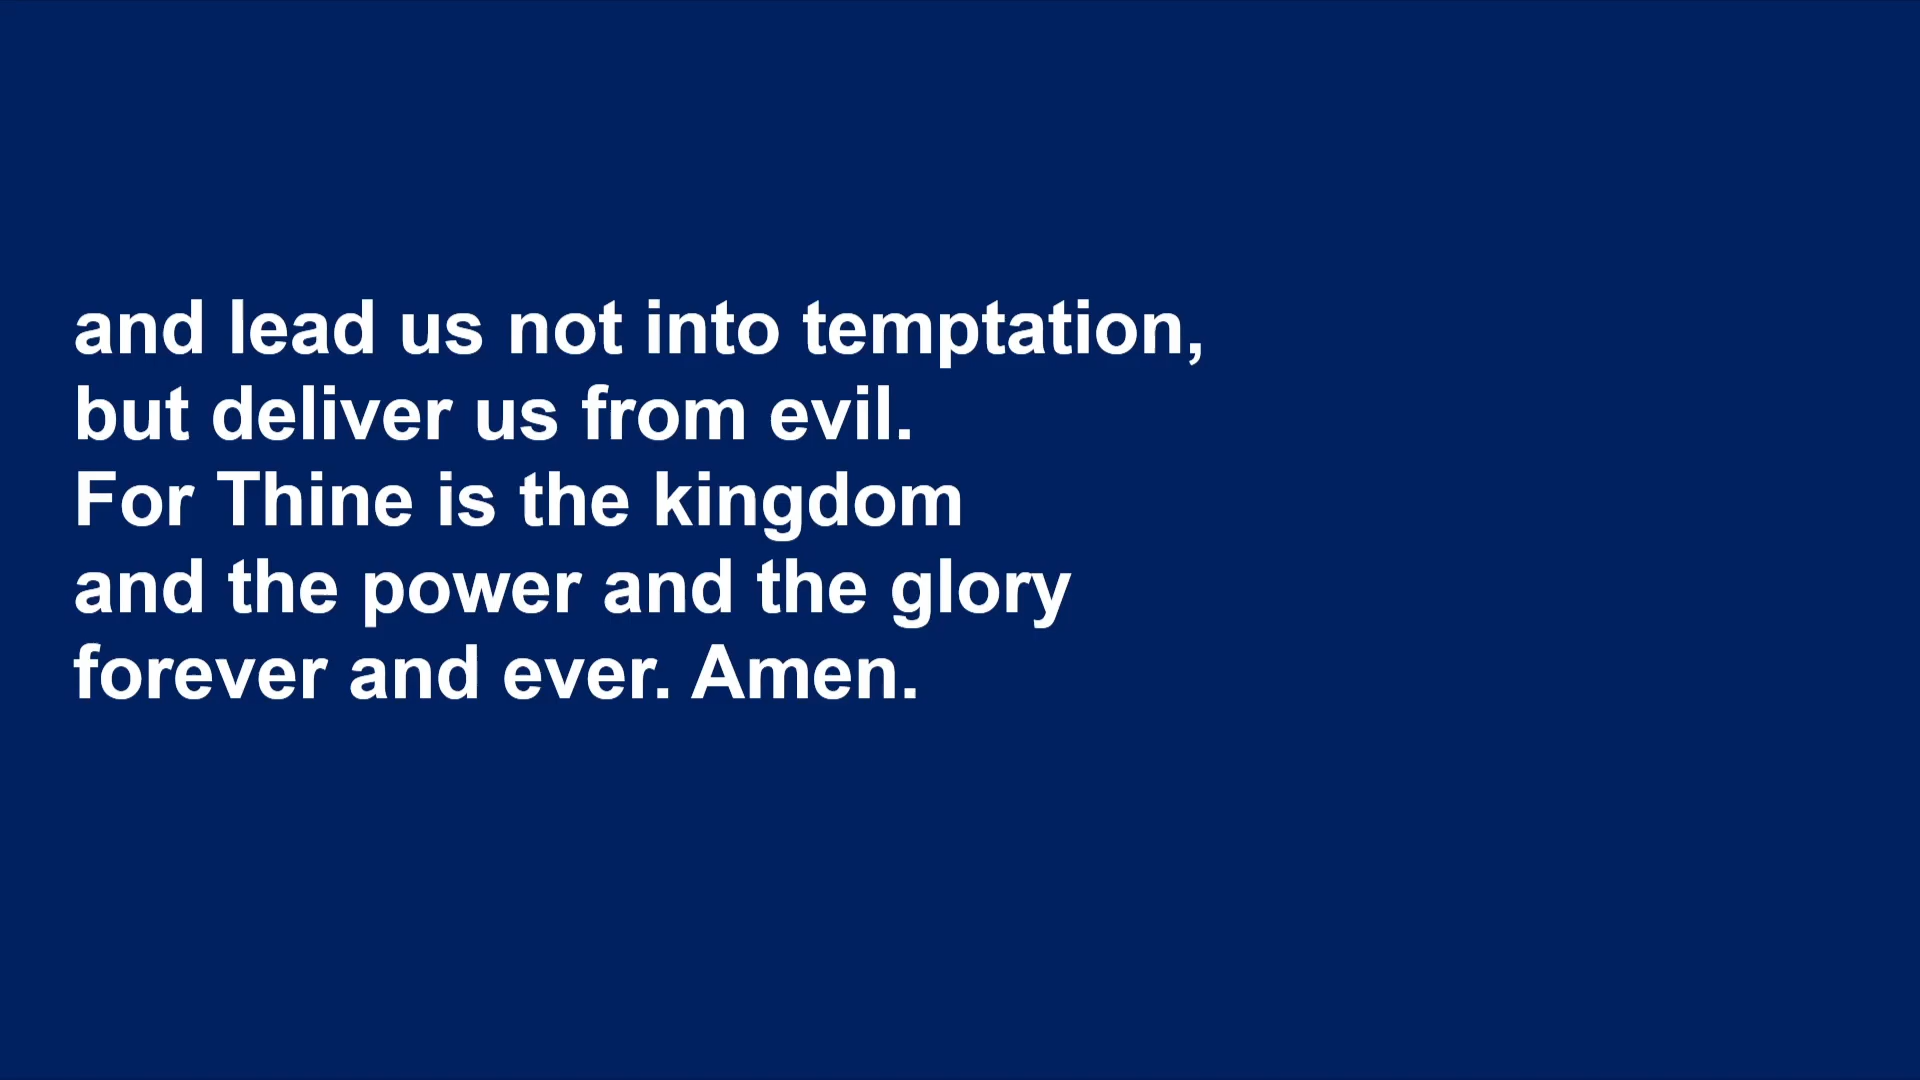 and lead us not into temptation,
but deliver us from evil.
For Thine is the kingdom
and the power and the glory
forever and ever. Amen.